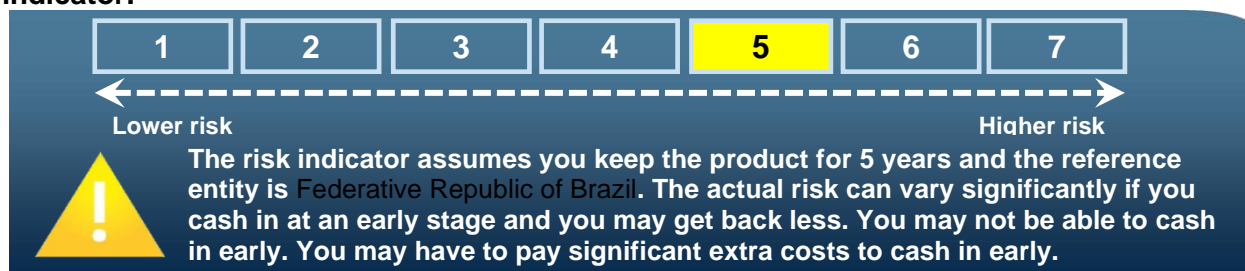 indicator:
1 2 3 4 5 6 7
Lower risk Higher risk
The risk indicator assumes you keep the product for 5 years and the reference
entity is Federative Republic of Brazil. The actual risk can vary significantly if you
cash in at an early stage and you may get back less. You may not be able to cash
in early. You may have to pay significant extra costs to cash in early.